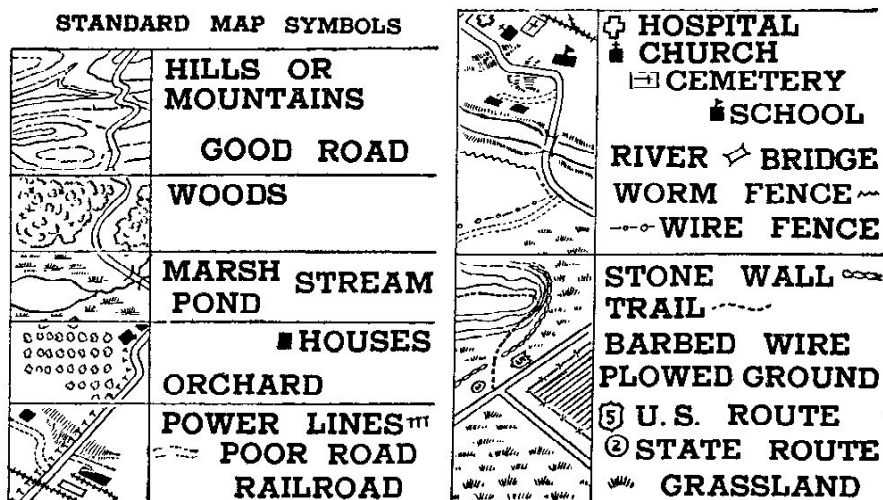 STANDARD MAP SYMBOLS
HILLS OR
MOUNTAINS
GOOD ROAD
WOODS
MARSH STREAM
POND
HOUSES
ORCHARD
POWER LINES
POOR ROAD
RAILROAD
HOSPITAL
CHURCH
CEMETERY
SCHOOL
RIVER BRIDGE
WORM FENCE
WIRE FENCE
STONE WALL
TRAIL
BARBED WIRE
PLOWED GROUND
5 U.S. ROUTE
2 STATE ROUTE
GRASSLAND